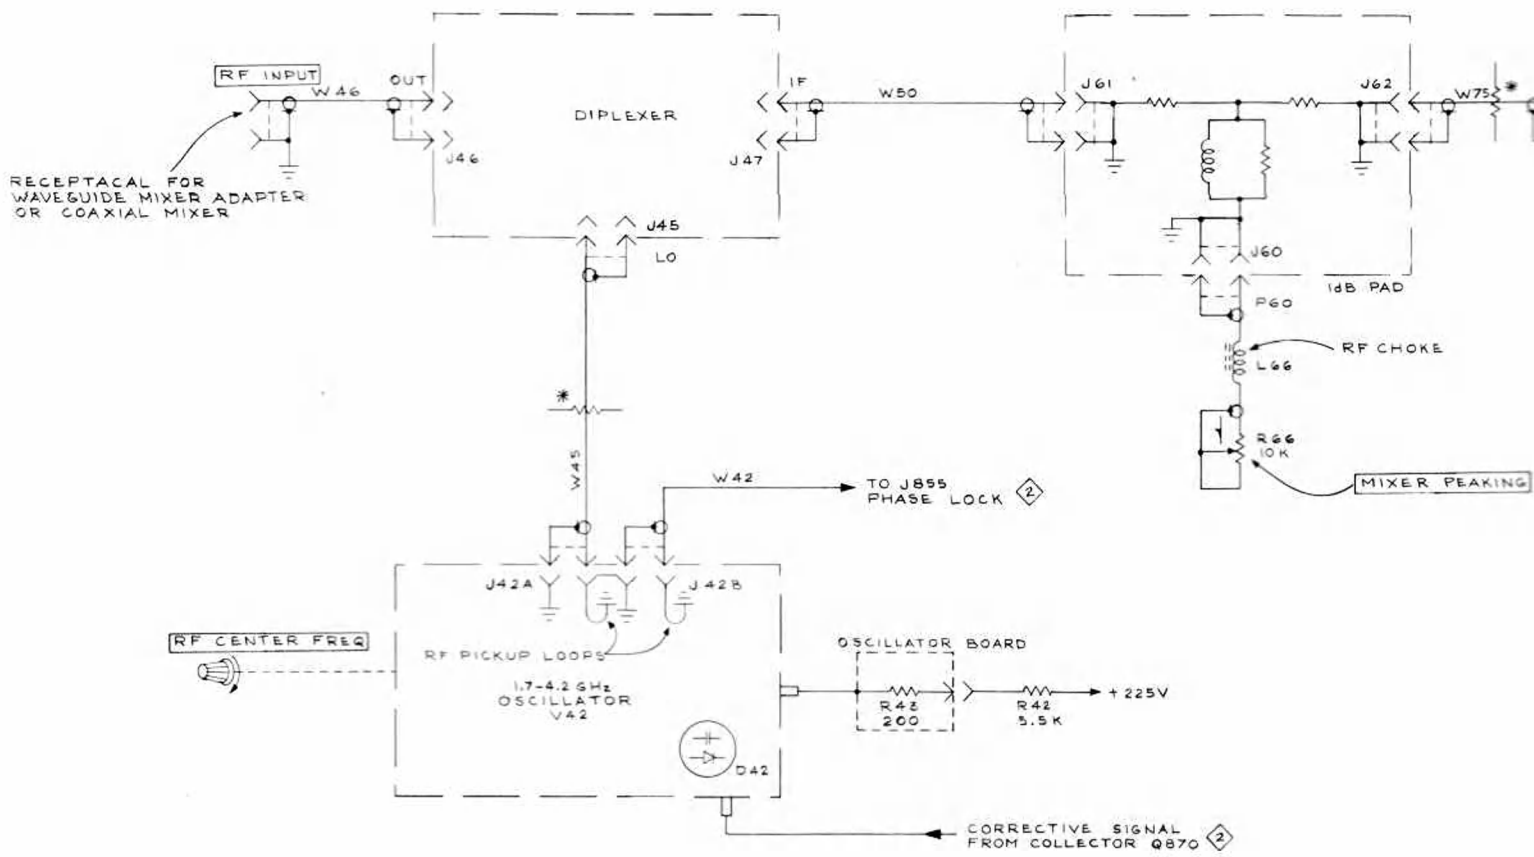 RF INPUT
W46
OUT
J46
RECEPTACAL FOR
WAVEGUIDE MIXER ADAPTER
OR COAXIAL MIXER
DIPLEXER
IF
J47
W50
J45
LO
J61
J62
W75
*
J60
1dB PAD
P60
RF CHOKE
L66
R66
10K
MIXER PEAKING
*
W45
W42
TO J855
PHASE LOCK 2
J42A
J42B
RF CENTER FREQ
RF PICKUP LOOPS
1.7-4.2 GHz
OSCILLATOR
V42
D42
OSCILLATOR BOARD
R43
200
R42
+225V
CORRECTIVE SIGNAL
FROM COLLECTOR Q870 2